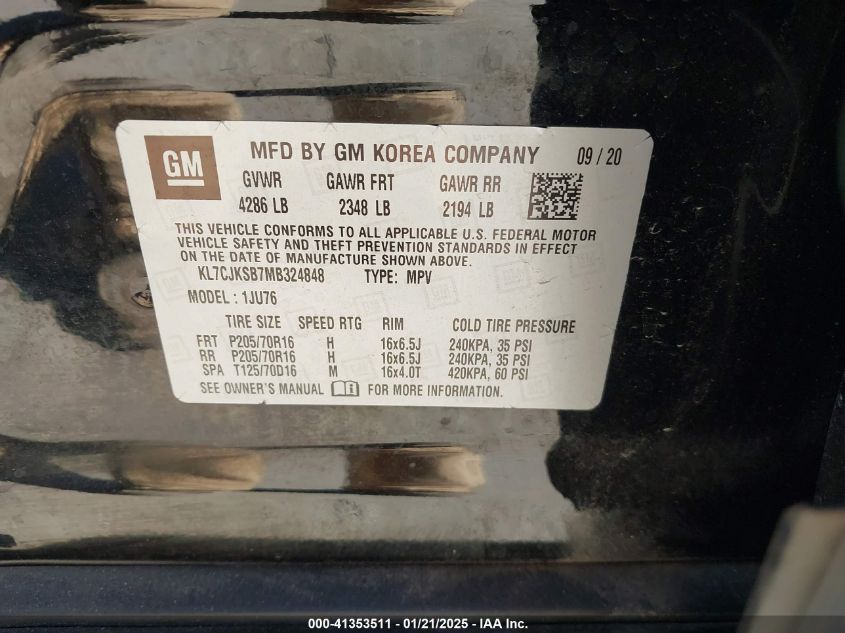 GM MFD BY GM KOREA COMPANY 09 / 20
GVWR GAWR FRT GAWR RR
4286 LB 2348 LB 2194 LB
THIS VEHICLE CONFORMS TO ALL APPLICABLE U.S. FEDERAL MOTOR
VEHICLE SAFETY AND THEFT PREVENTION STANDARDS IN EFFECT
ON THE DATE OF MANUFACTURE SHOWN ABOVE.
KL7CJKSB7MB324848 TYPE: MPV
MODEL : 1JU76
TIRE SIZE SPEED RTG RIM COLD TIRE PRESSURE
FRT P205/70R16 H 16x6.5J 240KPA, 35 PSI
RR P205/70R16 H 16x6.5J 240KPA, 35 PSI
SPA T125/70D16 M 16x4.0T 420KPA, 60 PSI
SEE OWNER'S MANUAL FOR MORE INFORMATION.
000-41353511 - 01/21/2025 - IAA Inc.